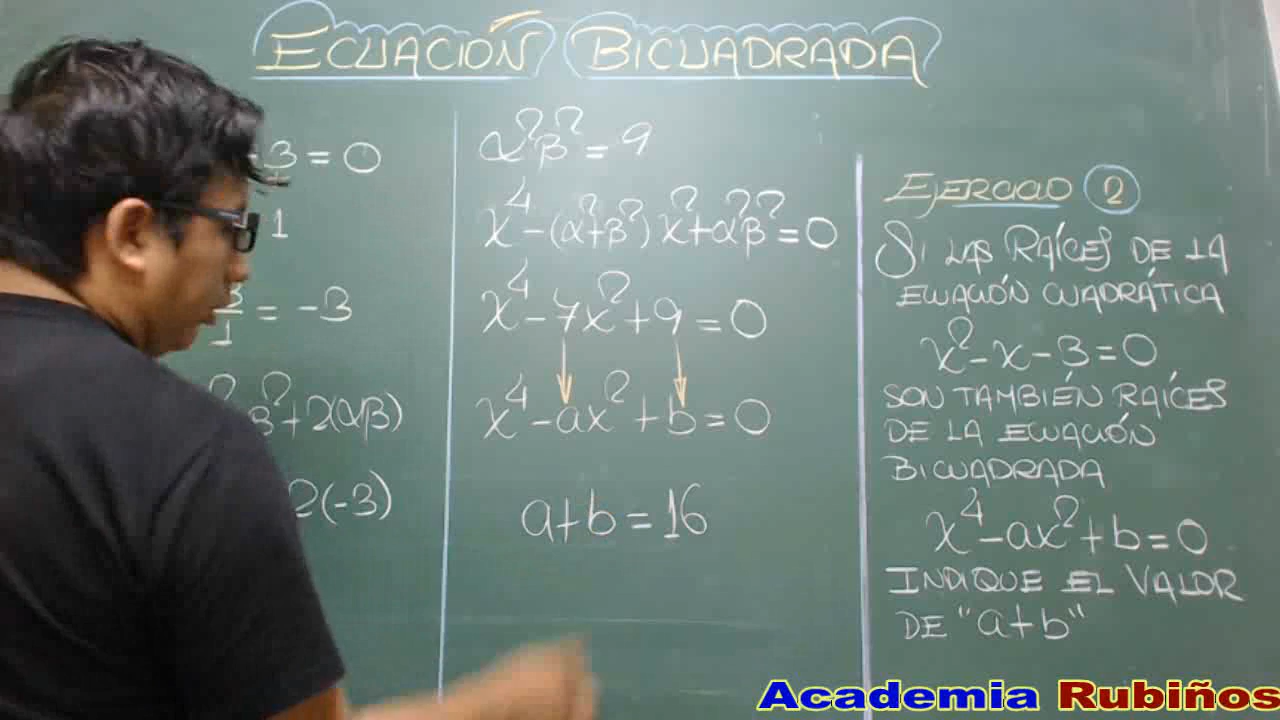 ECUACIÓN BICUADRADA
-3 = 0
1
/1 = -3
β² + 2(αβ)
2(-3)
α²β² = 9
x⁴ - (α² + β²) x² + α²β² = 0
x⁴ - 7x² + 9 = 0
x⁴ - ax² + b = 0
a+b = 16
EJERCICIO 2
SI LAS RAÍCES DE LA
ECUACIÓN CUADRÁTICA
x² - x - 3 = 0
SON TAMBIÉN RAÍCES
DE LA ECUACIÓN
BICUADRADA
x⁴ - ax² + b = 0
INDIQUE EL VALOR
DE "a+b"
Academia Rubiños